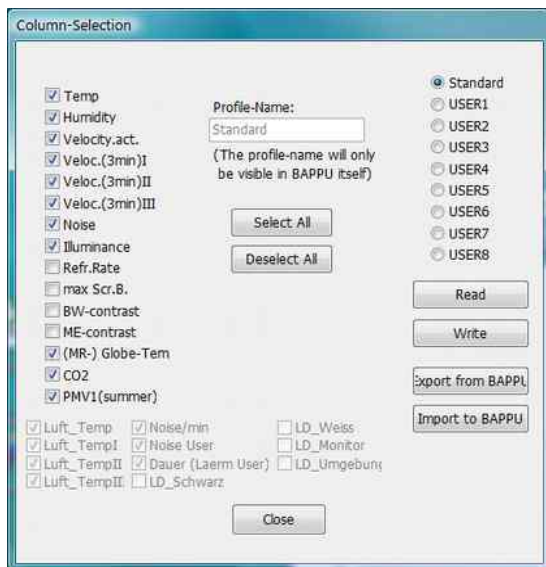 Column-Selection
Temp
Humidity
Velocity.act.
Veloc.(3min)I
Veloc.(3min)II
Veloc.(3min)III
Noise
Illuminance
Refr.Rate
max Scr.B.
BW-contrast
ME-contrast
(MR-) Globe-Tem
CO2
PMV1(summer)
Profile-Name:
Standard
(The profile-name will only
be visible in BAPPU itself)
Select All
Deselect All
Standard
USER1
USER2
USER3
USER4
USER5
USER6
USER7
USER8
Read
Write
Export from BAPPU
Import to BAPPU
Luft_Temp Noise/min LD_Weiss
Luft_TempI Noise User LD_Monitor
Luft_TempII Dauer (Laerm User) LD_Umgebung
Luft_TempII LD_Schwarz
Close